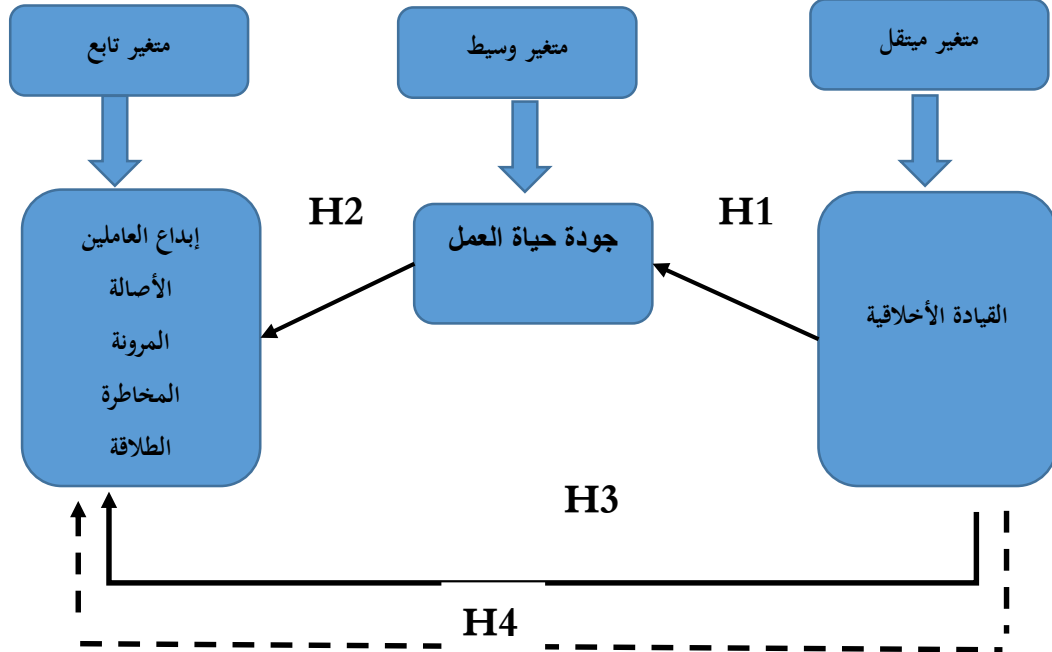 متغير ميتقل
متغير وسيط
متغير تابع
H1
H2
القيادة الأخلاقية
جودة حياة العمل
إبداع العاملين
الأصالة
المرونة
المخاطرة
الطلاقة
H3
H4